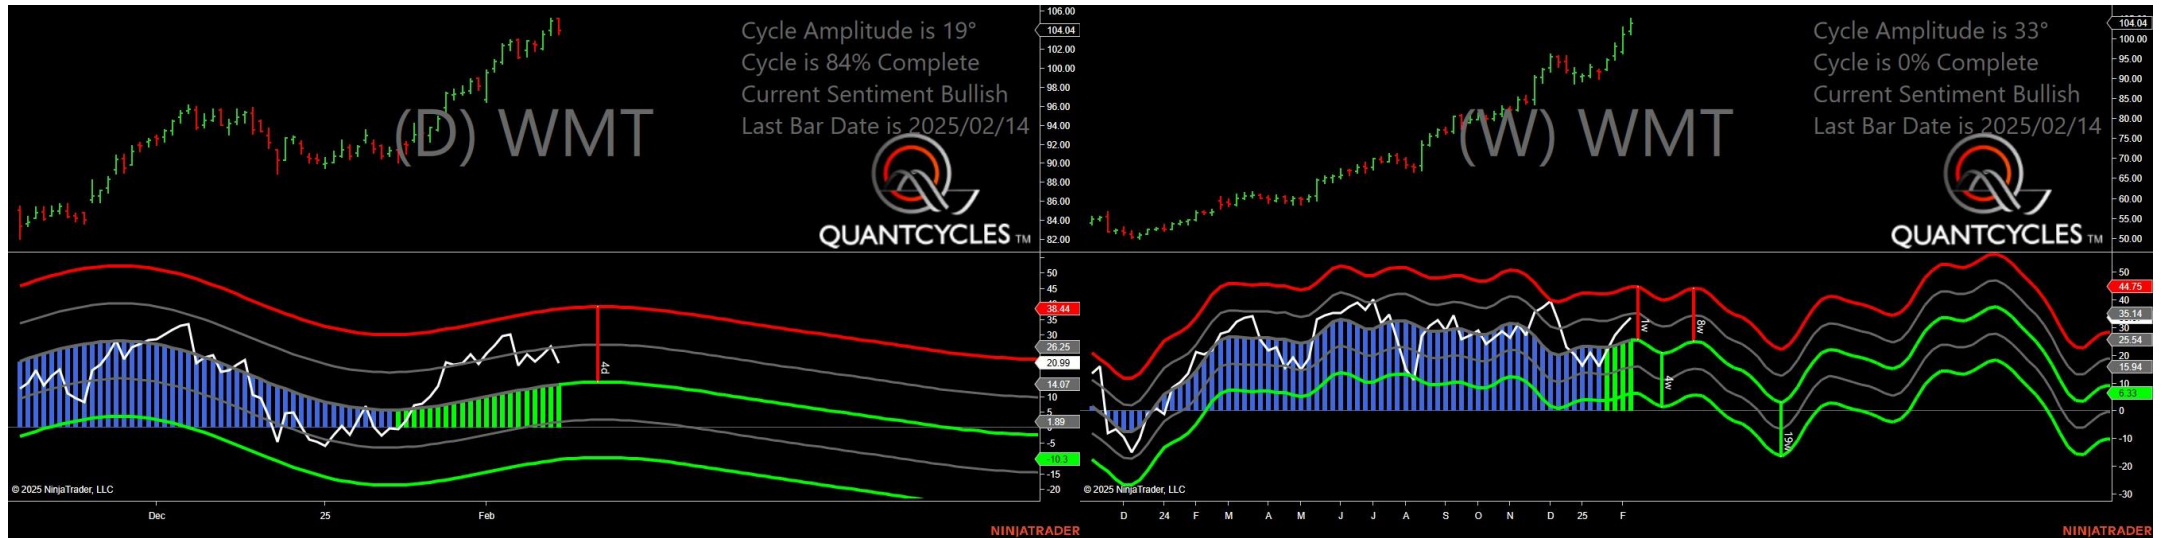 106.00
104.04
102.00
100.00
98.00
96.00
94.00
92.00
90.00
88.00
86.00
84.00
82.00
Cycle Amplitude is 19°
Cycle is 84% Complete
Current Sentiment Bullish
Last Bar Date is 2025/02/14
(D) WMT
QUANTCYCLES TM
50
45
38.44
35
30
26.25
20.99
14.07
10
5
1.89
-5
-10.3
-15
-20
4d
© 2025 NinjaTrader, LLC
Dec 25 Feb
NINJATRADER
104.04
100.00
95.00
90.00
85.00
80.00
75.00
70.00
65.00
60.00
55.00
50.00
Cycle Amplitude is 33°
Cycle is 0% Complete
Current Sentiment Bullish
Last Bar Date is 2025/02/14
(W) WMT
QUANTCYCLES TM
50
44.75
40
35.14
30
25.54
20
15.94
10
6.33
0
-10
-20
-30
1w
8w
4w
19w
© 2025 NinjaTrader, LLC
D 24 F M A M J J A S O N D 25 F
NINJATRADER